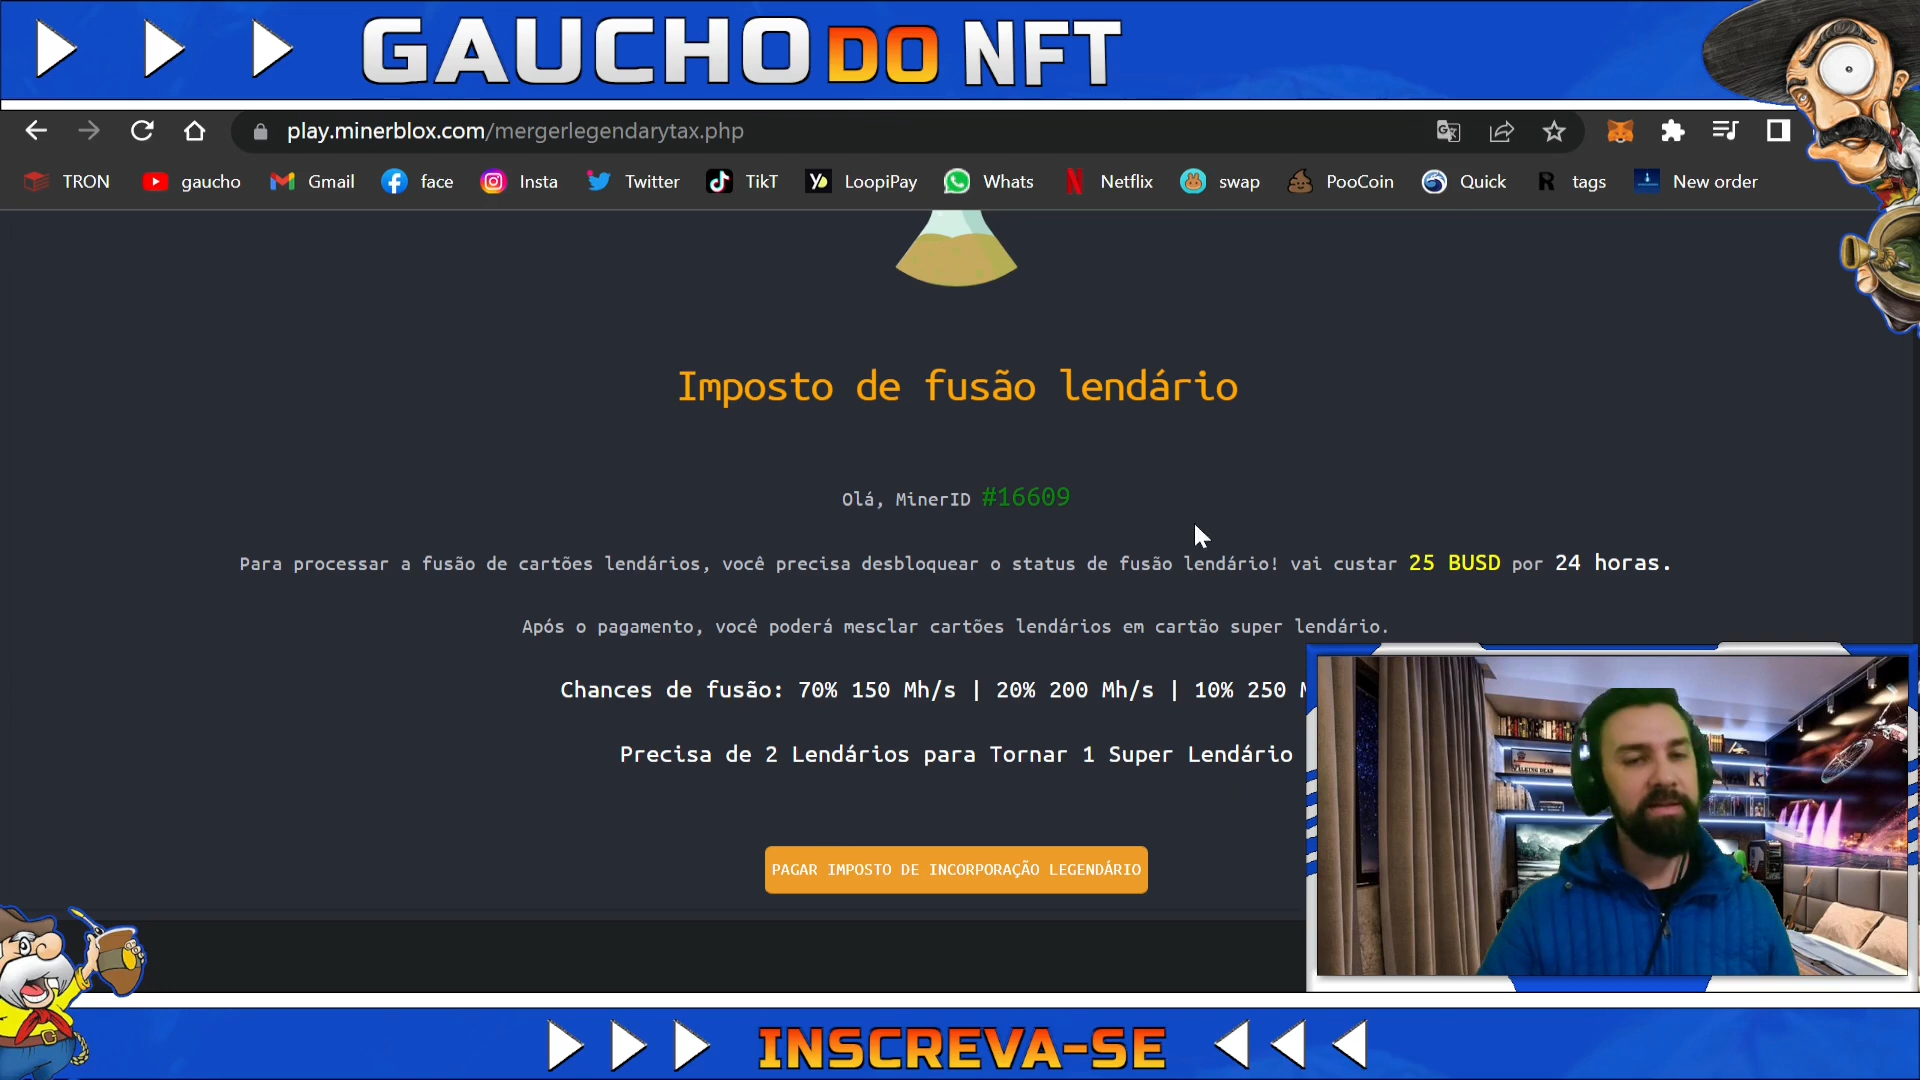 GAUCHO DO NFT
play.minerblox.com/mergerlegendarytax.php
TRON gaucho Gmail face Insta Twitter TikT LoopiPay Whats Netflix swap PooCoin Quick tags New order
Imposto de fusão lendário
Olá, MinerID #16609
Para processar a fusão de cartões lendários, você precisa desbloquear o status de fusão lendário! vai custar 25 BUSD por 24 horas.
Após o pagamento, você poderá mesclar cartões lendários em cartão super lendário.
Chances de fusão: 70% 150 Mh/s | 20% 200 Mh/s | 10% 250
Precisa de 2 Lendários para Tornar 1 Super Lendário
PAGAR IMPOSTO DE INCORPORAÇÃO LEGENDÁRIO
INSCREVA-SE